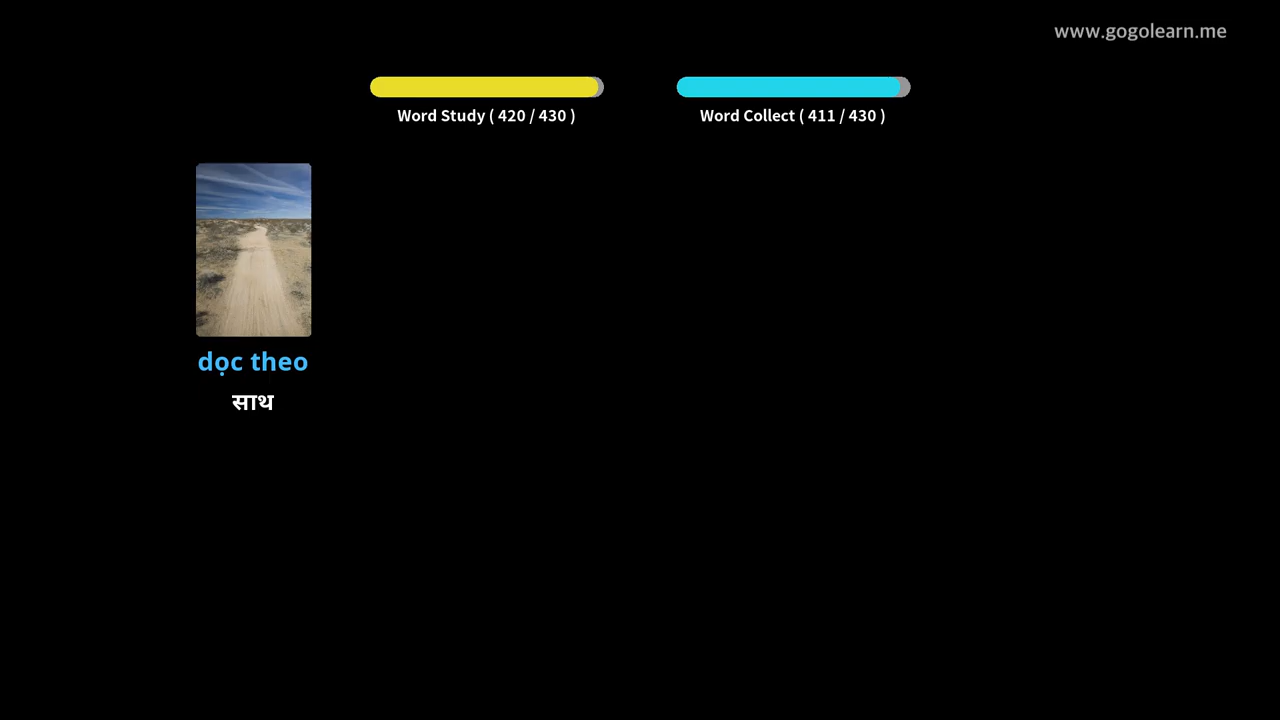 www.gogolearn.me
Word Study ( 420 / 430 )
Word Collect ( 411 / 430 )
dọc theo
साथ